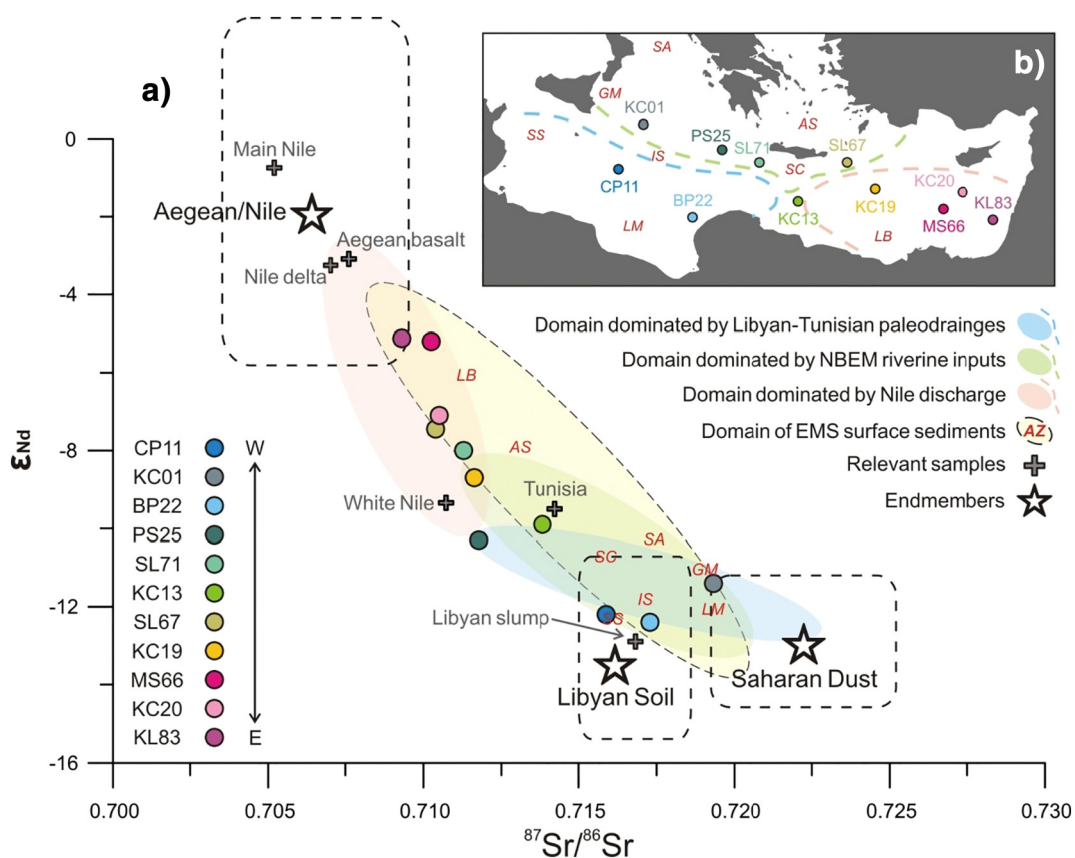 a)
b)
SA
GM
KC01
SS
PS25
AS
SL71
SL67
IS
SC
CP11
KC20
BP22
KC13
KC19
KL83
LM
MS66
LB
0
-4
-8
-12
-16
εNd
Main Nile
Aegean/Nile
Aegean basalt
Nile delta
LB
AS
White Nile
Tunisia
SA
SC
GM
IS
LM
SS
Libyan slump
Libyan Soil
Saharan Dust
Domain dominated by Libyan-Tunisian paleodrainges
Domain dominated by NBEM riverine inputs
Domain dominated by Nile discharge
Domain of EMS surface sediments AZ
Relevant samples
Endmembers
CP11 W
KC01
BP22
PS25
SL71
KC13
SL67
KC19
MS66
KC20
KL83 E
0.700 0.705 0.710 0.715 0.720 0.725 0.730
⁸⁷Sr/⁸⁶Sr